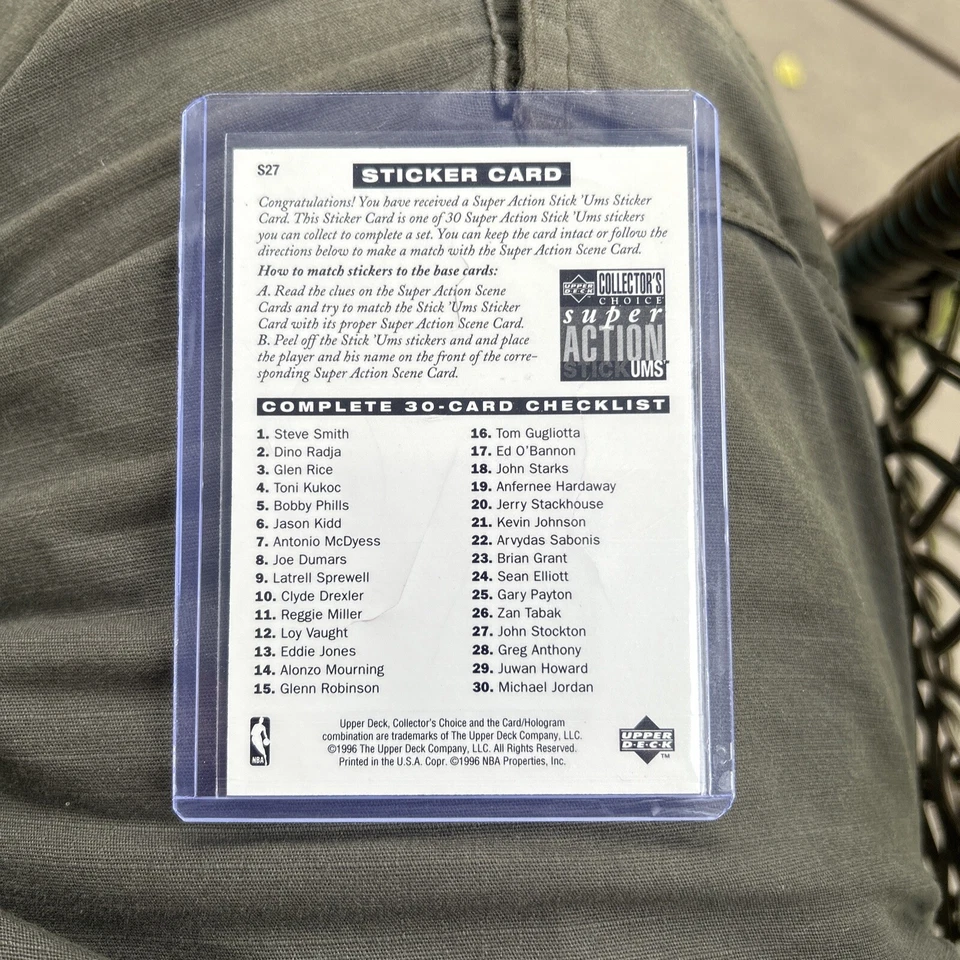 S27
STICKER CARD
Congratulations! You have received a Super Action Stick 'Ums Sticker
Card. This Sticker Card is one of 30 Super Action Stick 'Ums stickers
you can collect to complete a set. You can keep the card intact or follow the
directions below to make a match with the Super Action Scene Card.
How to match stickers to the base cards:
A. Read the clues on the Super Action Scene
Cards and try to match the Stick 'Ums Sticker
Card with its proper Super Action Scene Card.
B. Peel off the Stick 'Ums stickers and and place
the player and his name on the front of the corre-
sponding Super Action Scene Card.
UPPER DECK COLLECTOR'S
CHOICE
super
ACTION
STICKUMS™
COMPLETE 30-CARD CHECKLIST
1. Steve Smith
2. Dino Radja
3. Glen Rice
4. Toni Kukoc
5. Bobby Phills
6. Jason Kidd
7. Antonio McDyess
8. Joe Dumars
9. Latrell Sprewell
10. Clyde Drexler
11. Reggie Miller
12. Loy Vaught
13. Eddie Jones
14. Alonzo Mourning
15. Glenn Robinson
16. Tom Gugliotta
17. Ed O'Bannon
18. John Starks
19. Anfernee Hardaway
20. Jerry Stackhouse
21. Kevin Johnson
22. Arvydas Sabonis
23. Brian Grant
24. Sean Elliott
25. Gary Payton
26. Zan Tabak
27. John Stockton
28. Greg Anthony
29. Juwan Howard
30. Michael Jordan
NBA
Upper Deck, Collector's Choice and the Card/Hologram
combination are trademarks of The Upper Deck Company, LLC.
©1996 The Upper Deck Company, LLC. All Rights Reserved.
Printed in the U.S.A. Copr. ©1996 NBA Properties, Inc.
UPPER
D·E·C·K
™